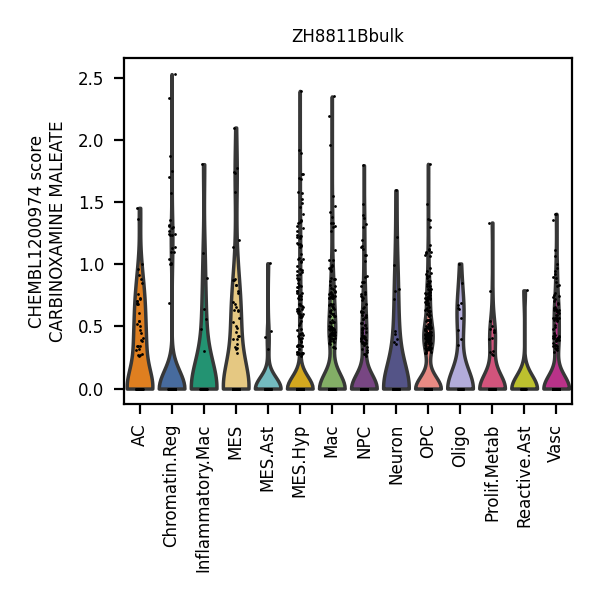 ZH8811Bbulk
CHEMBL1200974 score
CARBINOXAMINE MALEATE
2.5
2.0
1.5
1.0
0.5
0.0
AC
Chromatin.Reg
Inflammatory.Mac
MES
MES.Ast
MES.Hyp
Mac
NPC
Neuron
OPC
Oligo
Prolif.Metab
Reactive.Ast
Vasc